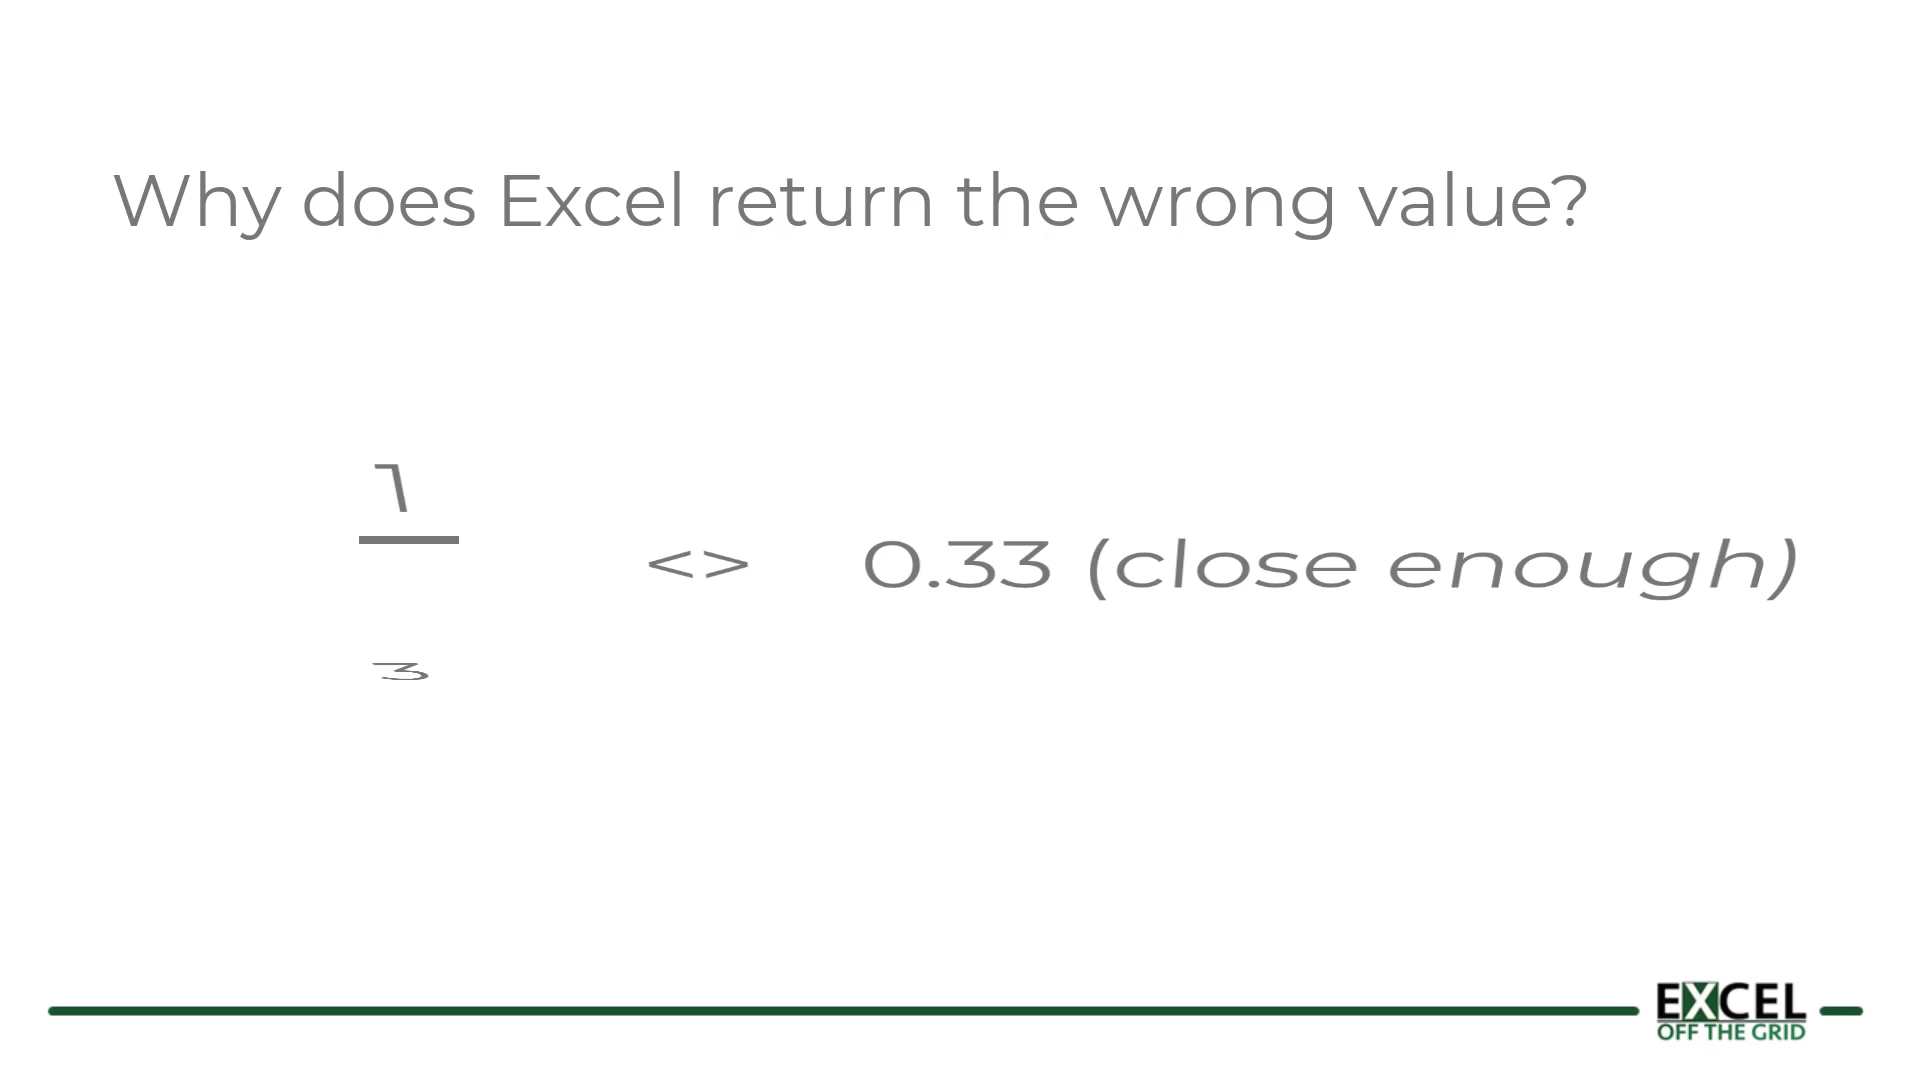 Why does Excel return the wrong value?
1
3
<> 0.33 (close enough)
EXCEL
OFF THE GRID